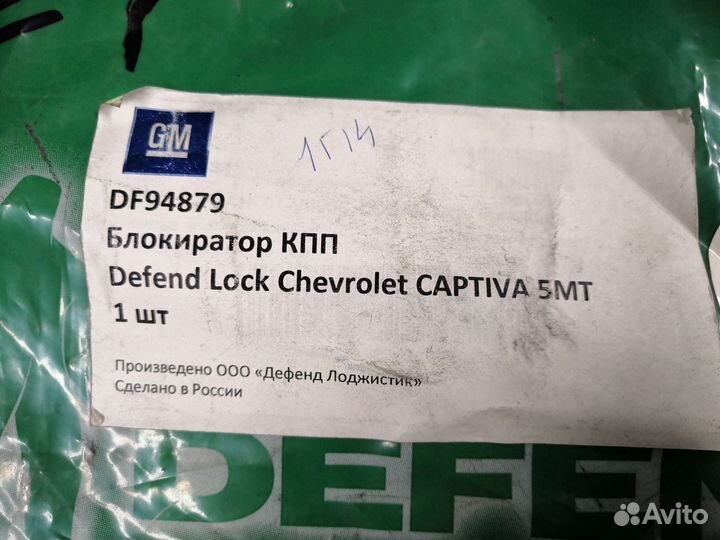 GM
DF94879
Блокиратор КПП
Defend Lock Chevrolet CAPTIVA 5MT
1 шт
Произведено ООО «Дефенд Лоджистик»
Сделано в России
DEFEN
Avito